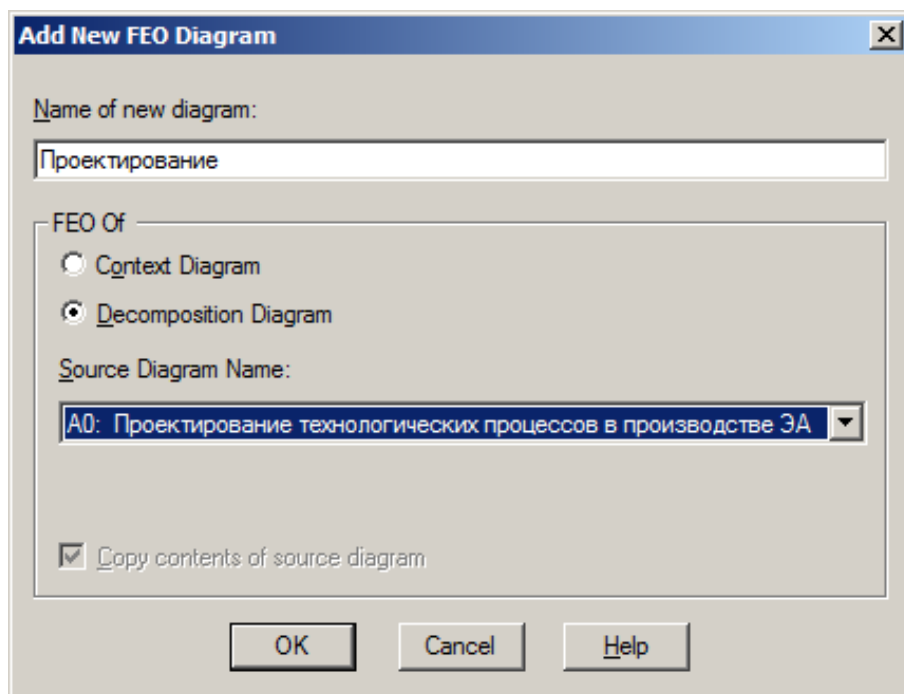 Add New FEO Diagram
Name of new diagram:
Проектирование
FEO Of
Context Diagram
Decomposition Diagram
Source Diagram Name:
A0: Проектирование технологических процессов в производстве ЭА
Copy contents of source diagram
OK Cancel Help